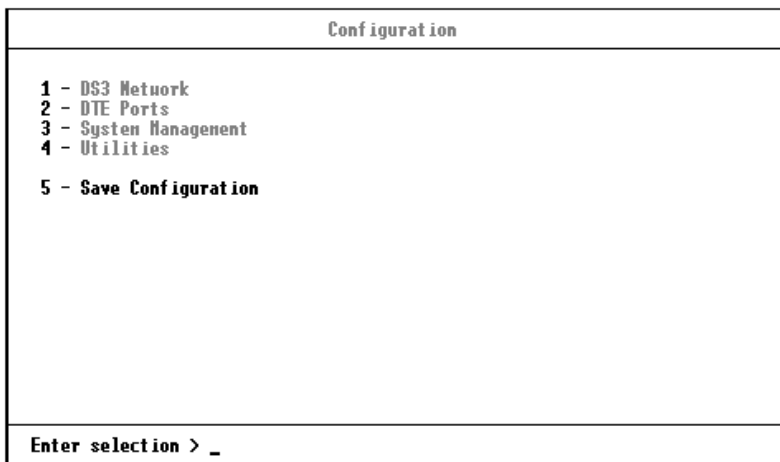 Configuration
1 - DS3 Network
2 - DTE Ports
3 - System Management
4 - Utilities
5 - Save Configuration
Enter selection > _